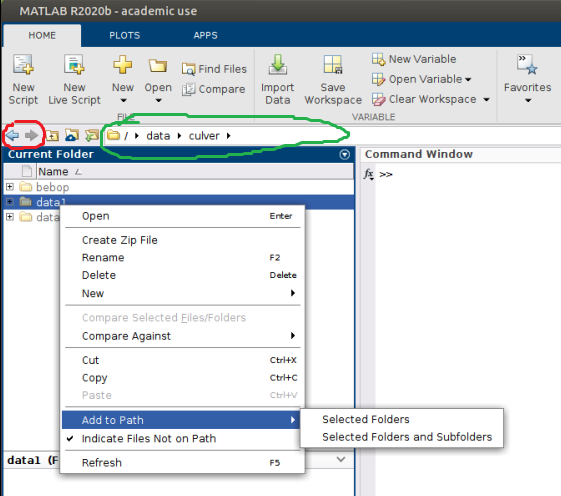 MATLAB R2020b - academic use
HOME PLOTS APPS
New Script
New Live Script
New
Open
Find Files
Compare
Import Data
Save Workspace
New Variable
Open Variable
Clear Workspace
Favorites
FILE
VARIABLE
/ data culver
Current Folder
Command Window
Name
fx >>
bebop
data1
data
Open Enter
Create Zip File
Rename F2
Delete Delete
New
Compare Selected Files/Folders
Compare Against
Cut Ctrl+X
Copy Ctrl+C
Paste Ctrl+V
Add to Path
Selected Folders
Indicate Files Not on Path
Selected Folders and Subfolders
Refresh F5
data1 (F